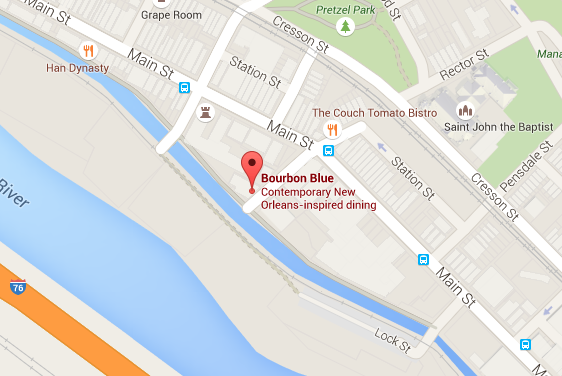 Pretzel Park
Grape Room
Cresson St
d St
Rector St
Mana
Han Dynasty
Main St
Station St
The Couch Tomato Bistro
Main St
Saint John the Baptist
Bourbon Blue
Contemporary New
Orleans-inspired dining
Station St
Pensdale St
River
Cresson St
76
Main St
Lock St